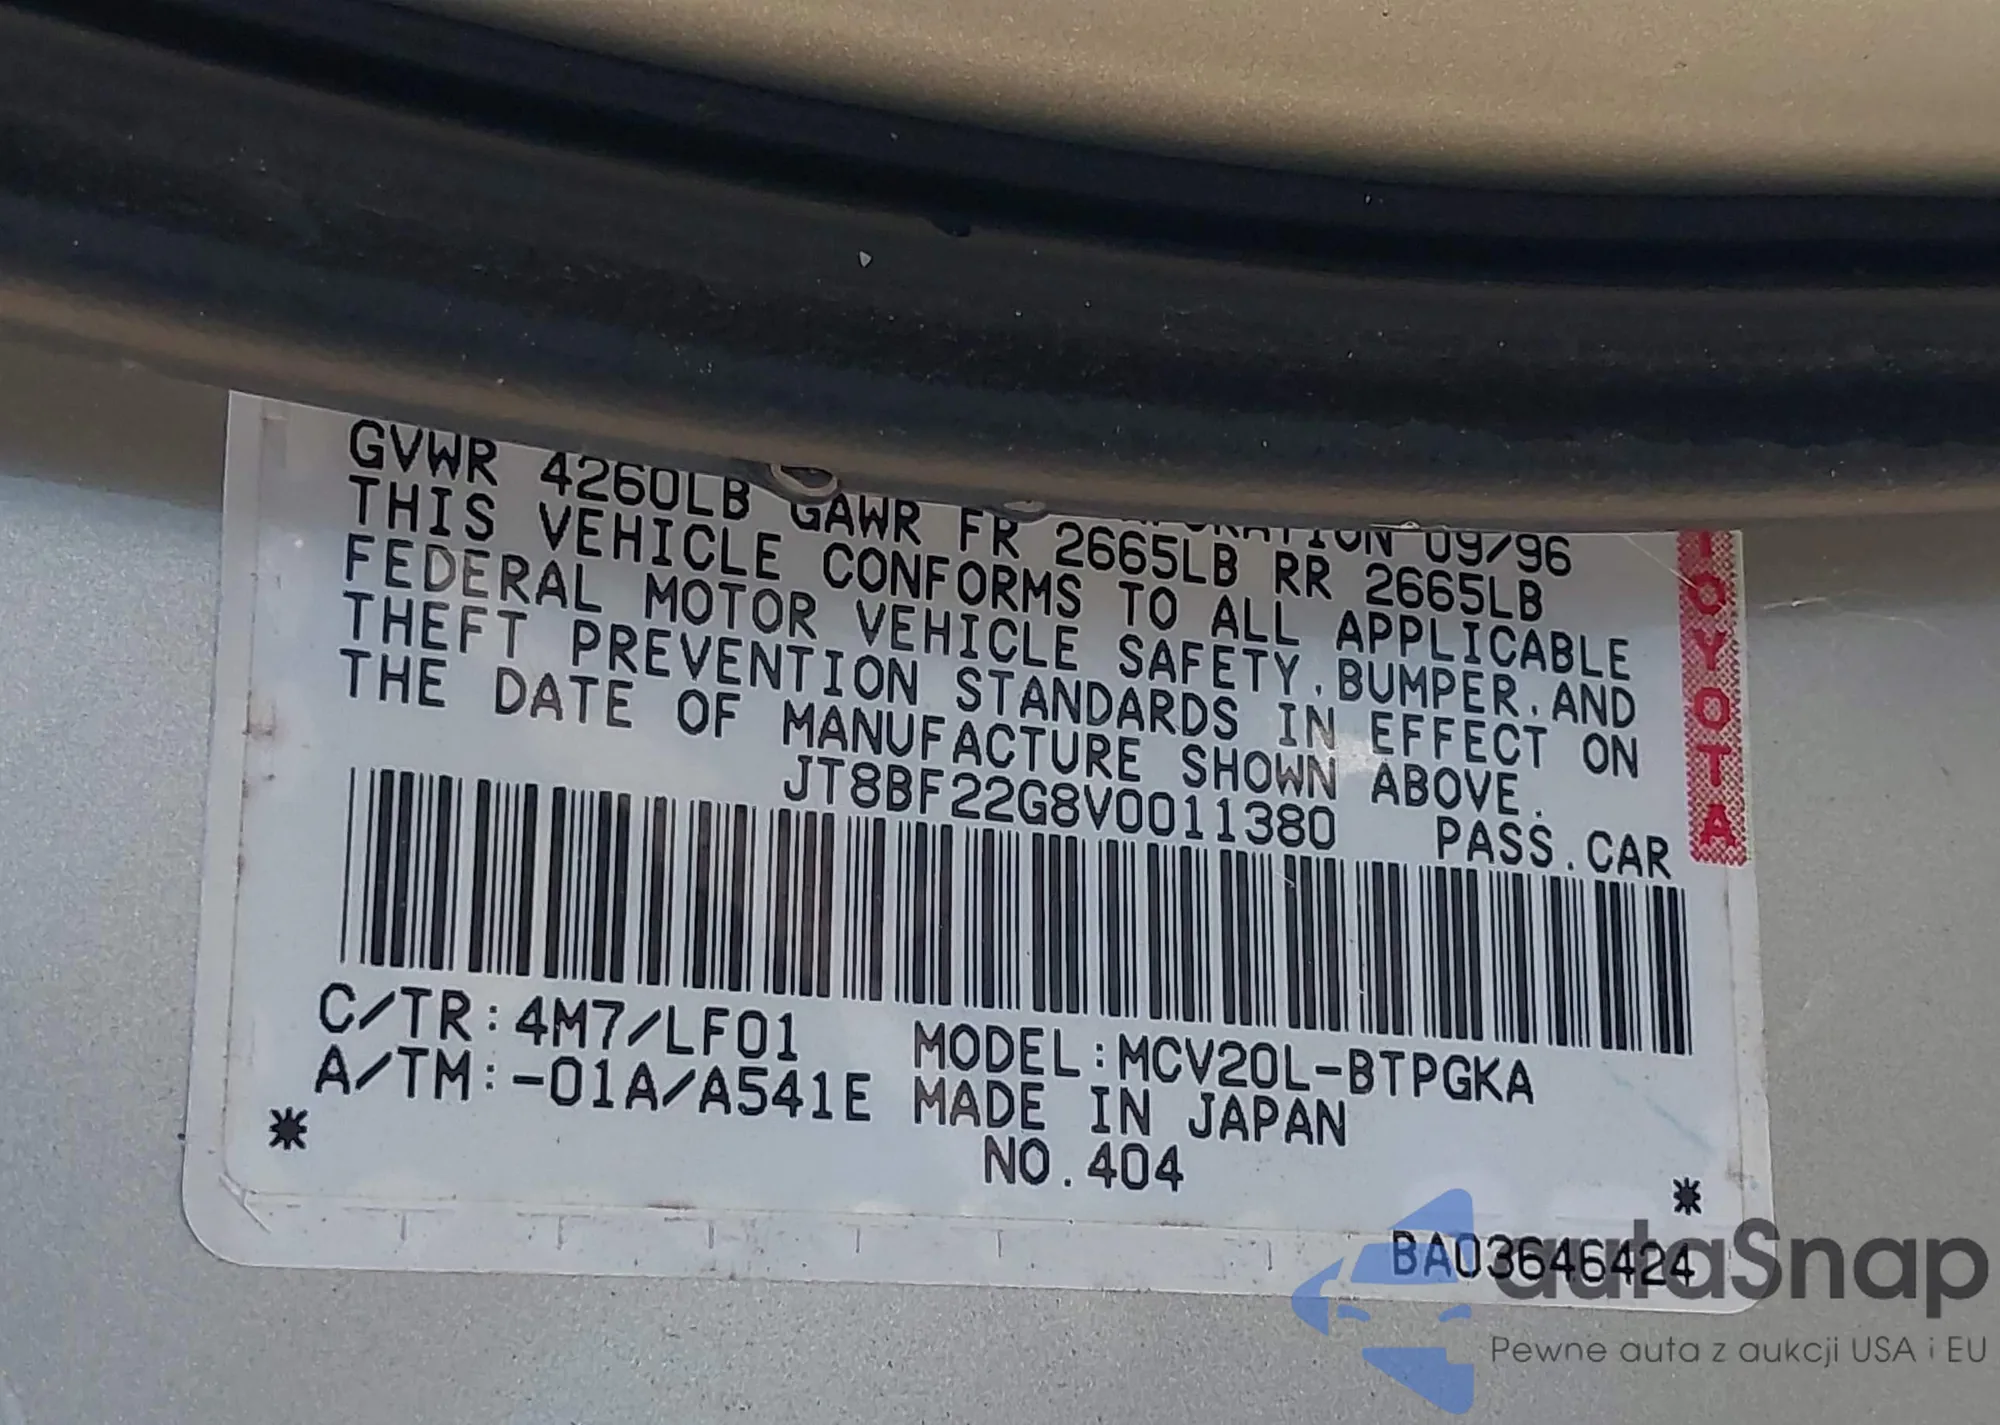 09/96
GVWR 4260LB GAWR FR 2665LB RR 2665LB
THIS VEHICLE CONFORMS TO ALL APPLICABLE
FEDERAL MOTOR VEHICLE SAFETY,BUMPER,AND
THEFT PREVENTION STANDARDS IN EFFECT ON
THE DATE OF MANUFACTURE SHOWN ABOVE.
JT8BF22G8V0011380 PASS.CAR
C/TR:4M7/LF01 MODEL:MCV20L-BTPGKA
A/TM:-01A/A541E MADE IN JAPAN
NO.404
TOYOTA
BA03646424
autaSnap
Pewne auta z aukcji USA i EU